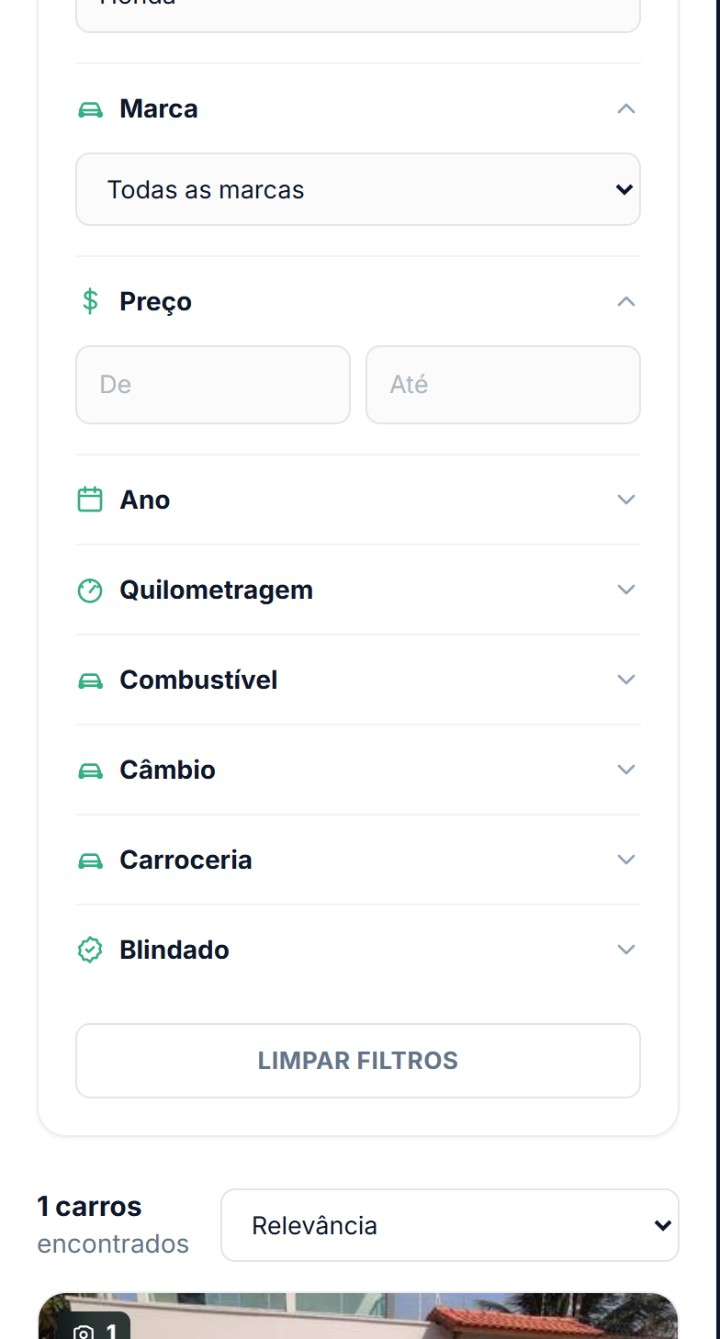 Honda
Marca
Todas as marcas
Preço
De
Até
Ano
Quilometragem
Combustível
Câmbio
Carroceria
Blindado
LIMPAR FILTROS
1 carros
encontrados
Relevância
1